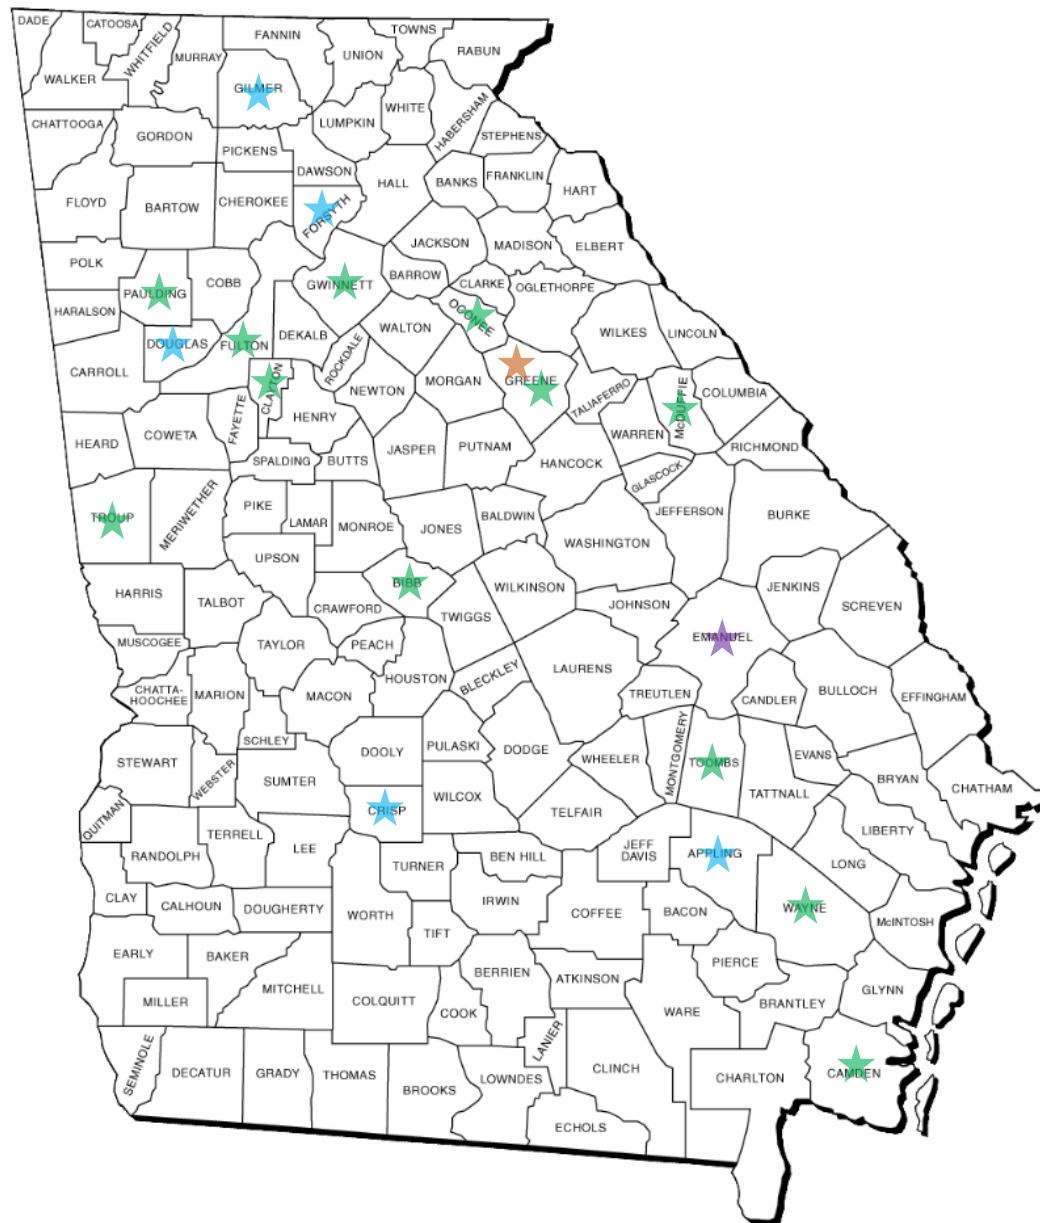 DADE
CATOOSA
WHITFIELD
MURRAY
FANNIN
UNION
TOWNS
RABUN
WALKER
GILMER
CHATTOOGA
GORDON
PICKENS
LUMPKIN
WHITE
HABERSHAM
STEPHENS
DAWSON
HALL
BANKS
FRANKLIN
HART
FLOYD
BARTOW
CHEROKEE
FORSYTH
JACKSON
MADISON
ELBERT
POLK
PAULDING
COBB
GWINNETT
BARROW
CLARKE
OGLETHORPE
HARALSON
OCONEE
DOUGLAS
FULTON
DEKALB
ROCKDALE
WALTON
WILKES
LINCOLN
CARROLL
CLAYTON
NEWTON
MORGAN
GREENE
TALIAFERRO
McDUFFIE
COLUMBIA
HEARD
COWETA
FAYETTE
HENRY
JASPER
PUTNAM
HANCOCK
WARREN
RICHMOND
SPALDING
BUTTS
GLASCOCK
TROUP
MERIWETHER
PIKE
LAMAR
MONROE
JONES
BALDWIN
WASHINGTON
JEFFERSON
BURKE
UPSON
BIBB
WILKINSON
HARRIS
TALBOT
CRAWFORD
TWIGGS
JOHNSON
JENKINS
SCREVEN
MUSCOGEE
TAYLOR
PEACH
HOUSTON
BLECKLEY
LAURENS
EMANUEL
CHATTA-
HOOCHEE
MARION
MACON
TREUTLEN
CANDLER
BULLOCH
EFFINGHAM
STEWART
WEBSTER
SCHLEY
DOOLY
PULASKI
DODGE
WHEELER
MONTGOMERY
TOOMBS
TATTNALL
EVANS
BRYAN
CHATHAM
QUITMAN
SUMTER
CRISP
WILCOX
TELFAIR
LIBERTY
RANDOLPH
TERRELL
LEE
TURNER
BEN HILL
JEFF
DAVIS
APPLING
LONG
CLAY
CALHOUN
DOUGHERTY
WORTH
TIFT
IRWIN
COFFEE
BACON
WAYNE
McINTOSH
EARLY
BAKER
MITCHELL
BERRIEN
ATKINSON
PIERCE
MILLER
COLQUITT
COOK
WARE
BRANTLEY
GLYNN
SEMINOLE
DECATUR
GRADY
THOMAS
BROOKS
LOWNDES
LANIER
CLINCH
CHARLTON
CAMDEN
ECHOLS